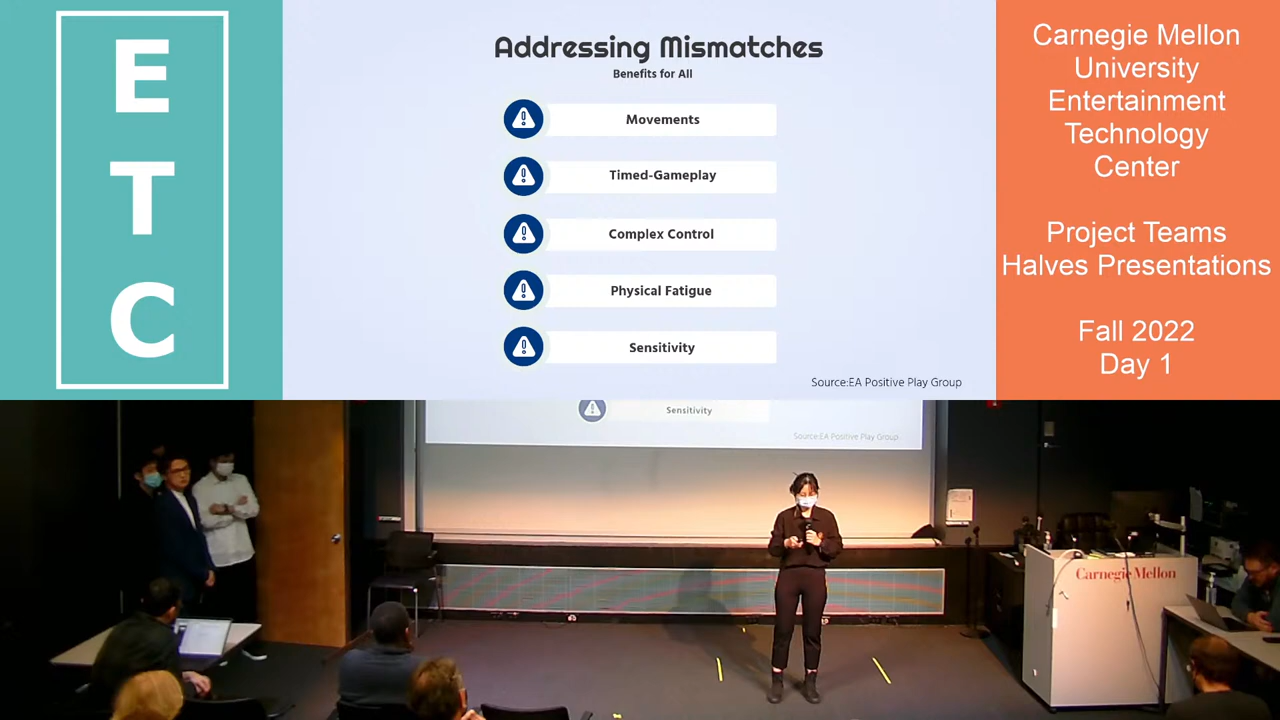 E
T
C
Addressing Mismatches
Benefits for All
Movements
Timed-Gameplay
Complex Control
Physical Fatigue
Sensitivity
Source:EA Positive Play Group
Carnegie Mellon
University
Entertainment
Technology
Center
Project Teams
Halves Presentations
Fall 2022
Day 1
Sensitivity
Source:EA Positive Play Group
Carnegie Mellon